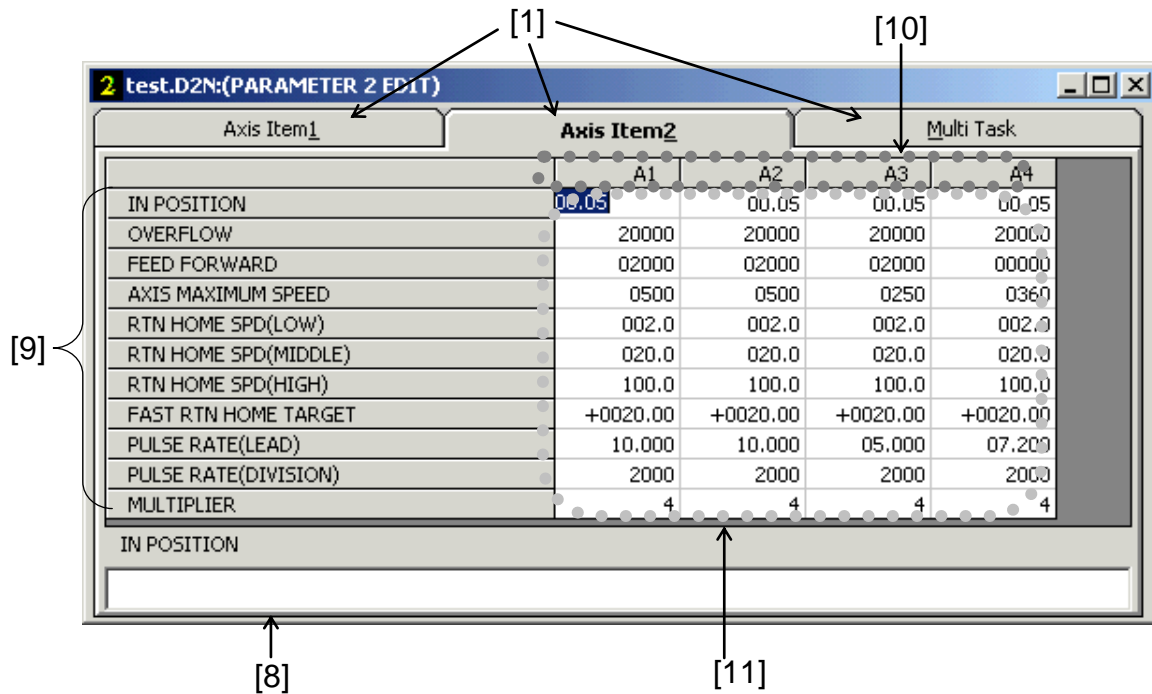 [1]
[10]
2 test.D2N:(PARAMETER 2 EDIT)
Axis Item1 Axis Item2 Multi Task
A1 A2 A3 A4
IN POSITION 00.05 00.05 00.05 00.05
OVERFLOW 20000 20000 20000 20000
FEED FORWARD 02000 02000 02000 00000
AXIS MAXIMUM SPEED 0500 0500 0250 0360
RTN HOME SPD(LOW) 002.0 002.0 002.0 002.0
[9]
RTN HOME SPD(MIDDLE) 020.0 020.0 020.0 020.0
RTN HOME SPD(HIGH) 100.0 100.0 100.0 100.0
FAST RTN HOME TARGET +0020.00 +0020.00 +0020.00 +0020.00
PULSE RATE(LEAD) 10.000 10.000 05.000 07.200
PULSE RATE(DIVISION) 2000 2000 2000 2000
MULTIPLIER 4 4 4 4
IN POSITION
[8]
[11]